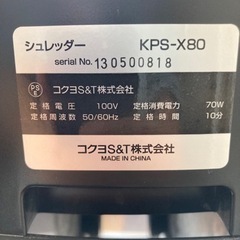 シュレッダー KPS-X80
serial No. 130500818
PS
E
コクヨS&T株式会社
定格電圧 100V 定格消費電力 70W
定格周波数 50/60Hz 定格時間 10分
コクヨS&T株式会社
MADE IN CHINA